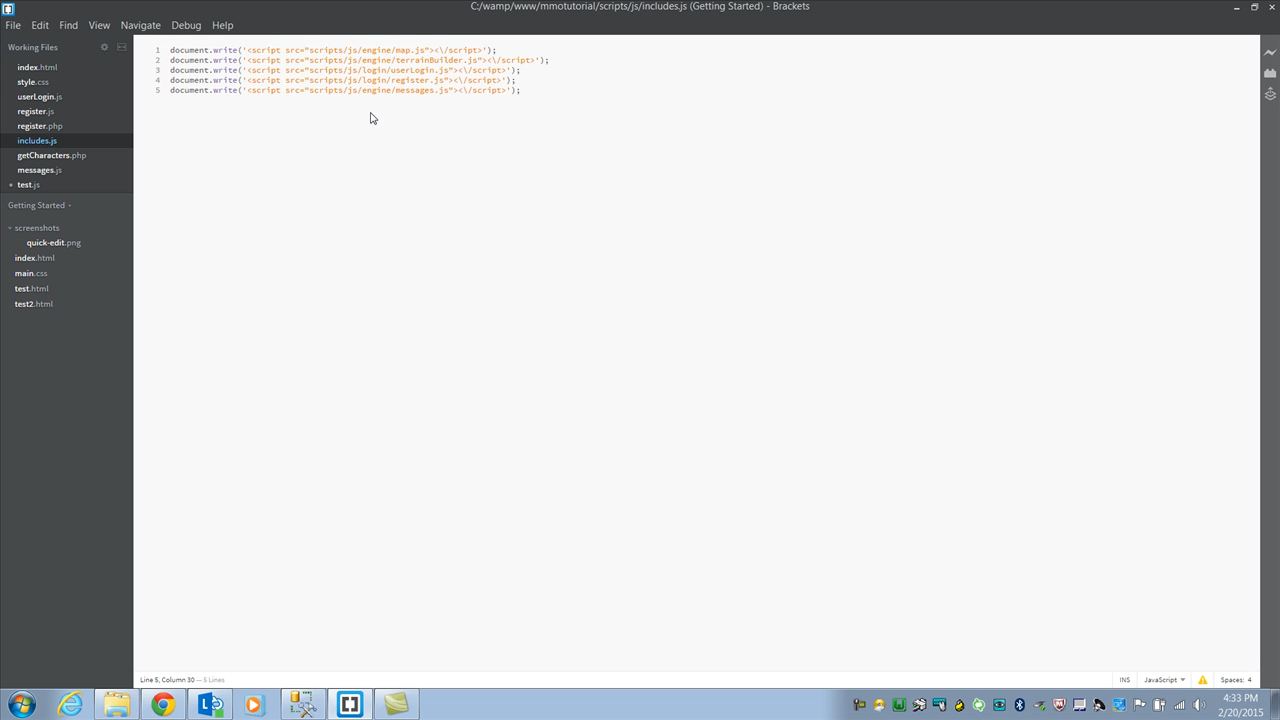 C:/wamp/www/mmotutorial/scripts/js/includes.js (Getting Started) - Brackets
File Edit Find View Navigate Debug Help
Working Files
index.html
style.css
userLogin.js
register.js
register.php
includes.js
getCharacters.php
messages.js
test.js
Getting Started
screenshots
quick-edit.png
index.html
main.css
test.html
test2.html
1 document.write('<script src="scripts/js/engine/map.js"><\/script>');
2 document.write('<script src="scripts/js/engine/terrainBuilder.js"><\/script>');
3 document.write('<script src="scripts/js/login/userLogin.js"><\/script>');
4 document.write('<script src="scripts/js/login/register.js"><\/script>');
5 document.write('<script src="scripts/js/engine/messages.js"><\/script>');
Line 5, Column 30 — 5 Lines
INS JavaScript Spaces: 4
4:33 PM
2/20/2015